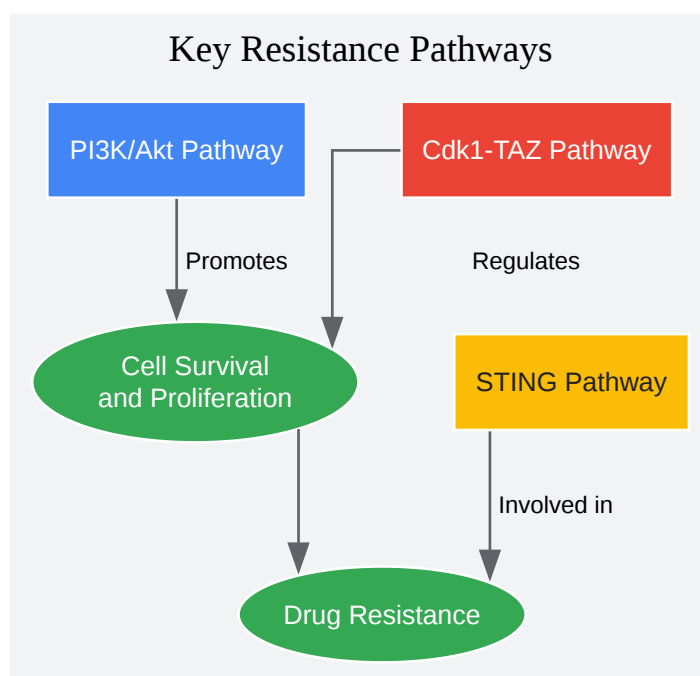 Key Resistance Pathways
PI3K/Akt Pathway
Cdk1-TAZ Pathway
Promotes
Regulates
Cell Survival
and Proliferation
STING Pathway
Involved in
Drug Resistance